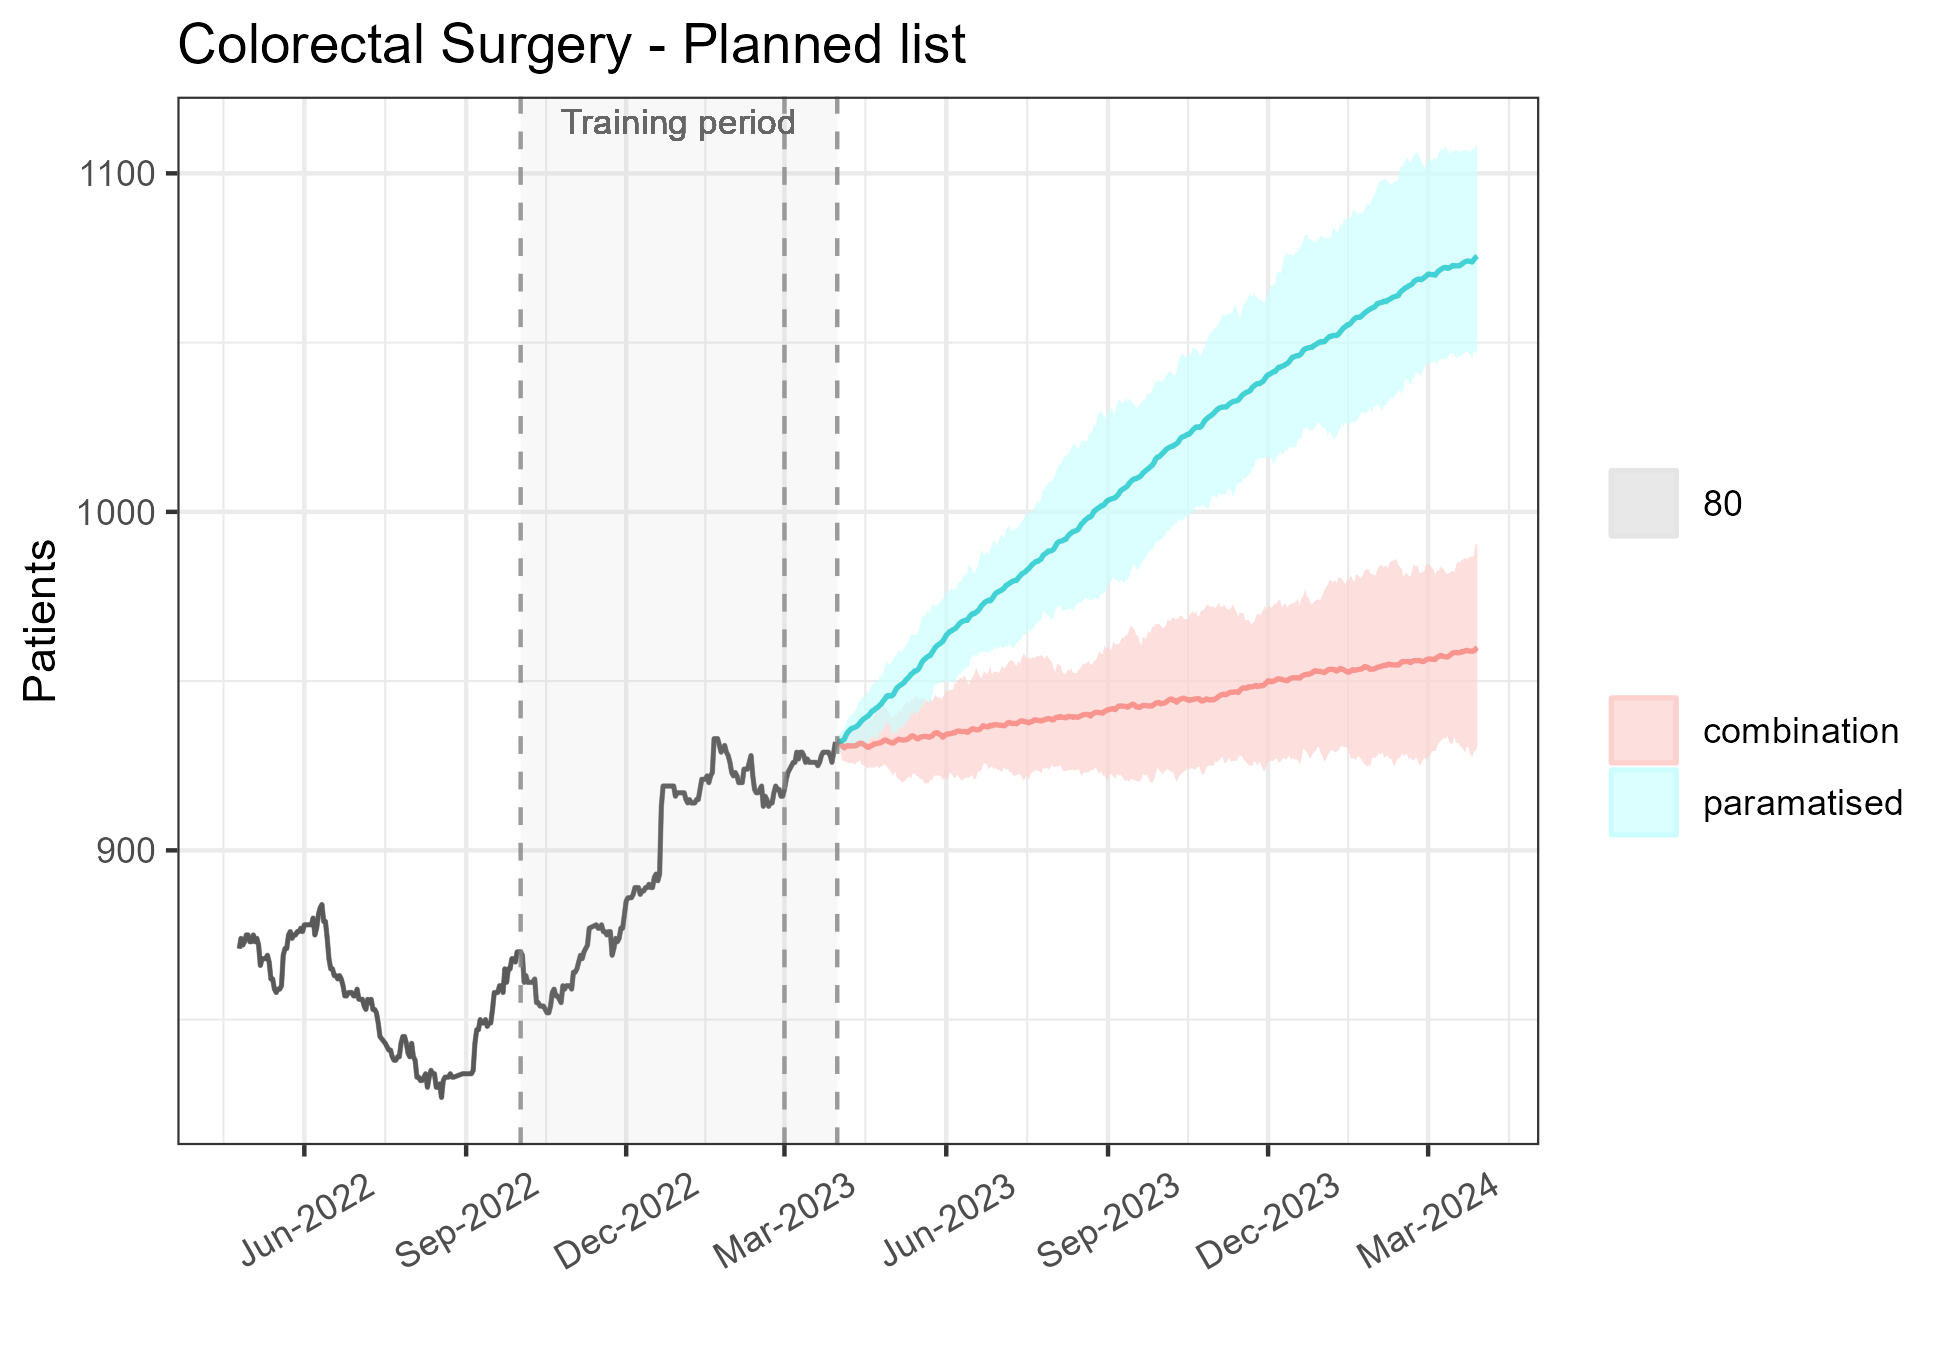 Colorectal Surgery - Planned list
Training period
1100
1000
900
Patients
Jun-2022
Sep-2022
Dec-2022
Mar-2023
Jun-2023
Sep-2023
Dec-2023
Mar-2024
80
combination
paramatised